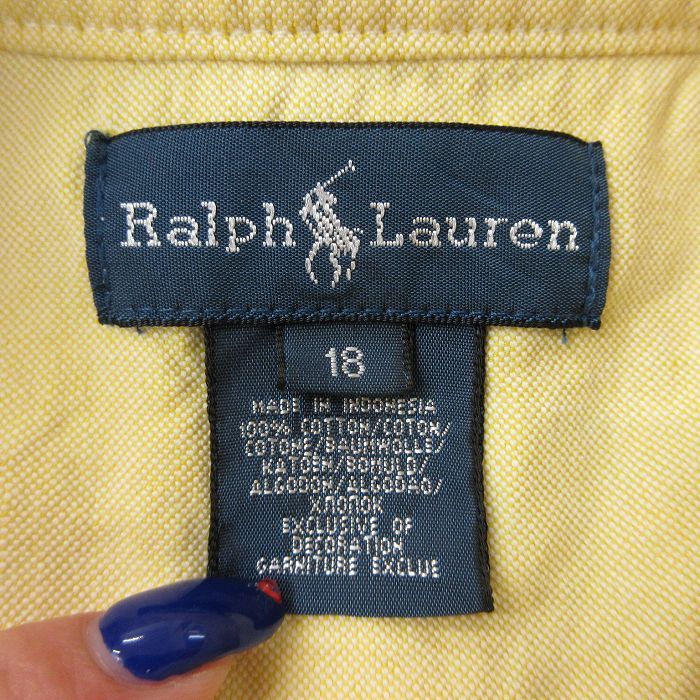 Ralph Lauren
18
MADE IN INDONESIA
100% COTTON/COTON/
COTONE/BAUMWOLLE/
KATOEN/BOMULD/
ALGODON/ALGODAO/
ХЛОПОК
EXCLUSIVE OF
DECORATION
GARNITURE EXCLUE